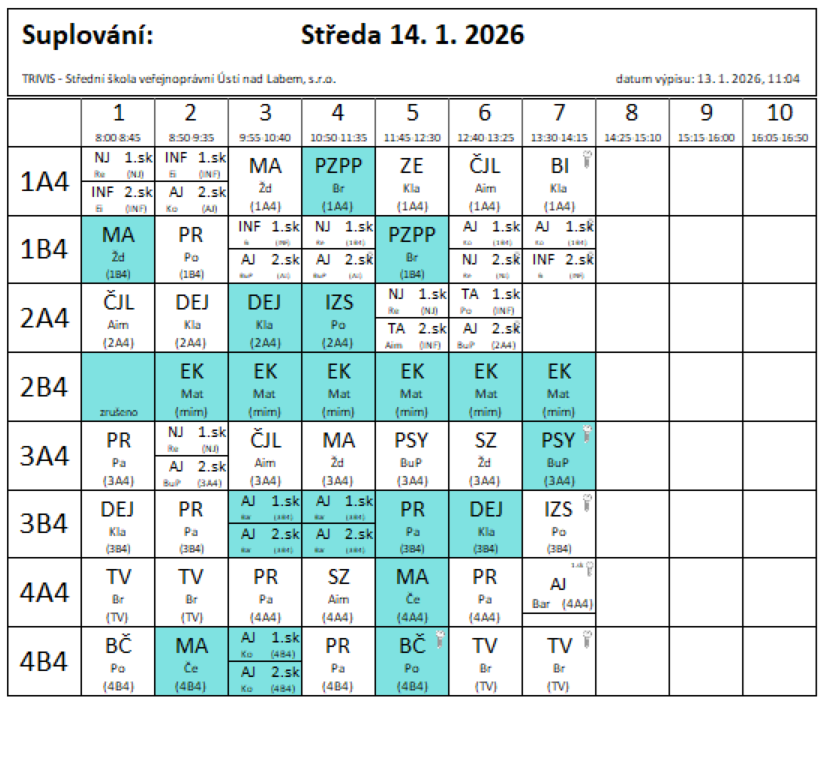 Suplování: Středa 14. 1. 2026
TRIVIS - Střední škola veřejnoprávní Ústí nad Labem, s.r.o. datum výpisu: 13. 1. 2026, 11:04
1 2 3 4 5 6 7 8 9 10
8:00-8:45 8:50-9:35 9:55-10:40 10:50-11:35 11:45-12:30 12:40-13:25 13:30-14:15 14:25-15:10 15:15-16:00 16:05-16:50
NJ 1.sk INF 1.sk MA PZPP ZE ČJL BI
Re (NJ) (INF) Žd Br Kla Aim Kla
1A4
INF 2.sk AJ 2.sk
(INF) Ko (AJ) (1A4) (1A4) (1A4) (1A4) (1A4)
MA PR INF 1.sk NJ 1.sk PZPP AJ 1.sk AJ 1.sk
1B4 Žd Po Br
AJ 2.sk AJ 2.sk NJ 2.sk INF 2.sk
(1B4) (1B4) BuP (AJ) BuP (AJ) (1B4) Re (NJ)
ČJL DEJ DEJ IZS NJ 1.sk TA 1.sk
2A4 Aim Kla Kla Po Re (NJ) Po (INF)
TA 2.sk AJ 2.sk
(2A4) (2A4) (2A4) (2A4) Aim (INF) BuP (2A4)
EK EK EK EK EK EK
2B4 Mat Mat Mat Mat Mat Mat
zrušeno (mim) (mim) (mim) (mim) (mim) (mim)
PR NJ 1.sk ČJL MA PSY SZ PSY
3A4 Pa Re (NJ) Aim Žd BuP Žd BuP
AJ 2.sk
(3A4) BuP (3A4) (3A4) (3A4) (3A4) (3A4) (3A4)
DEJ PR AJ 1.sk AJ 1.sk PR DEJ IZS
3B4 Kla Pa Pa Kla Po
AJ 2.sk AJ 2.sk
(3B4) (3B4) (3B4) (3B4) (3B4)
TV TV PR SZ MA PR 1.sk
AJ
4A4 Br Br Pa Aim Če Pa
(TV) (TV) (4A4) (4A4) (4A4) (4A4) Bar (4A4)
BČ MA AJ 1.sk PR BČ TV TV
4B4 Po Če Ko (4B4) Pa Po Br Br
AJ 2.sk
(4B4) (4B4) Ko (4B4) (4B4) (4B4) (TV) (TV)